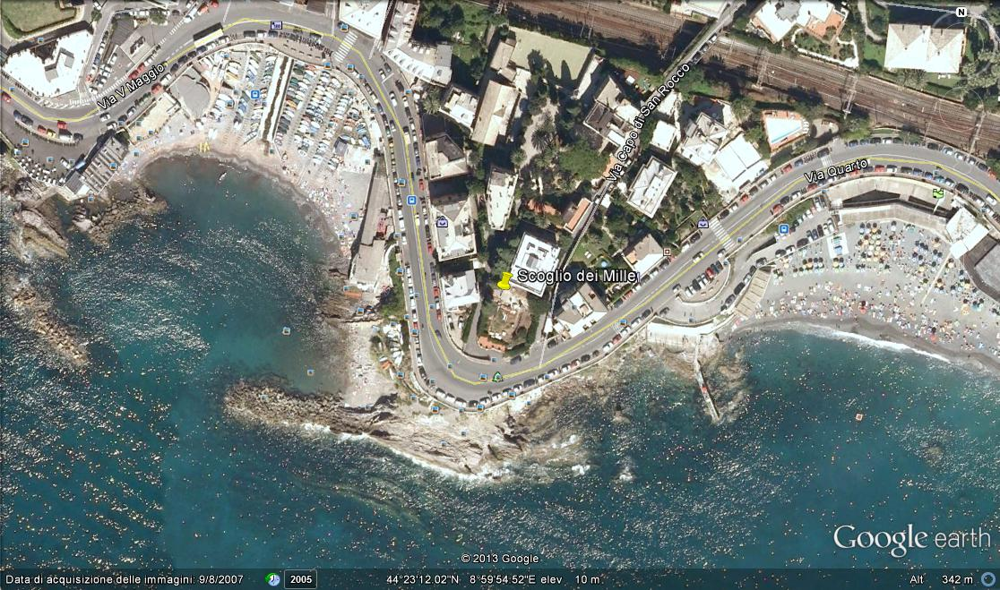 N
Via V Maggio
Via Capo di San Rocco
Via Quarto
Scoglio dei Mille
Google earth
© 2013 Google
Data di acquisizione delle immagini: 9/8/2007 2005 44°23'12.02"N 8°59'54.52"E elev 10 m Alt 342 m